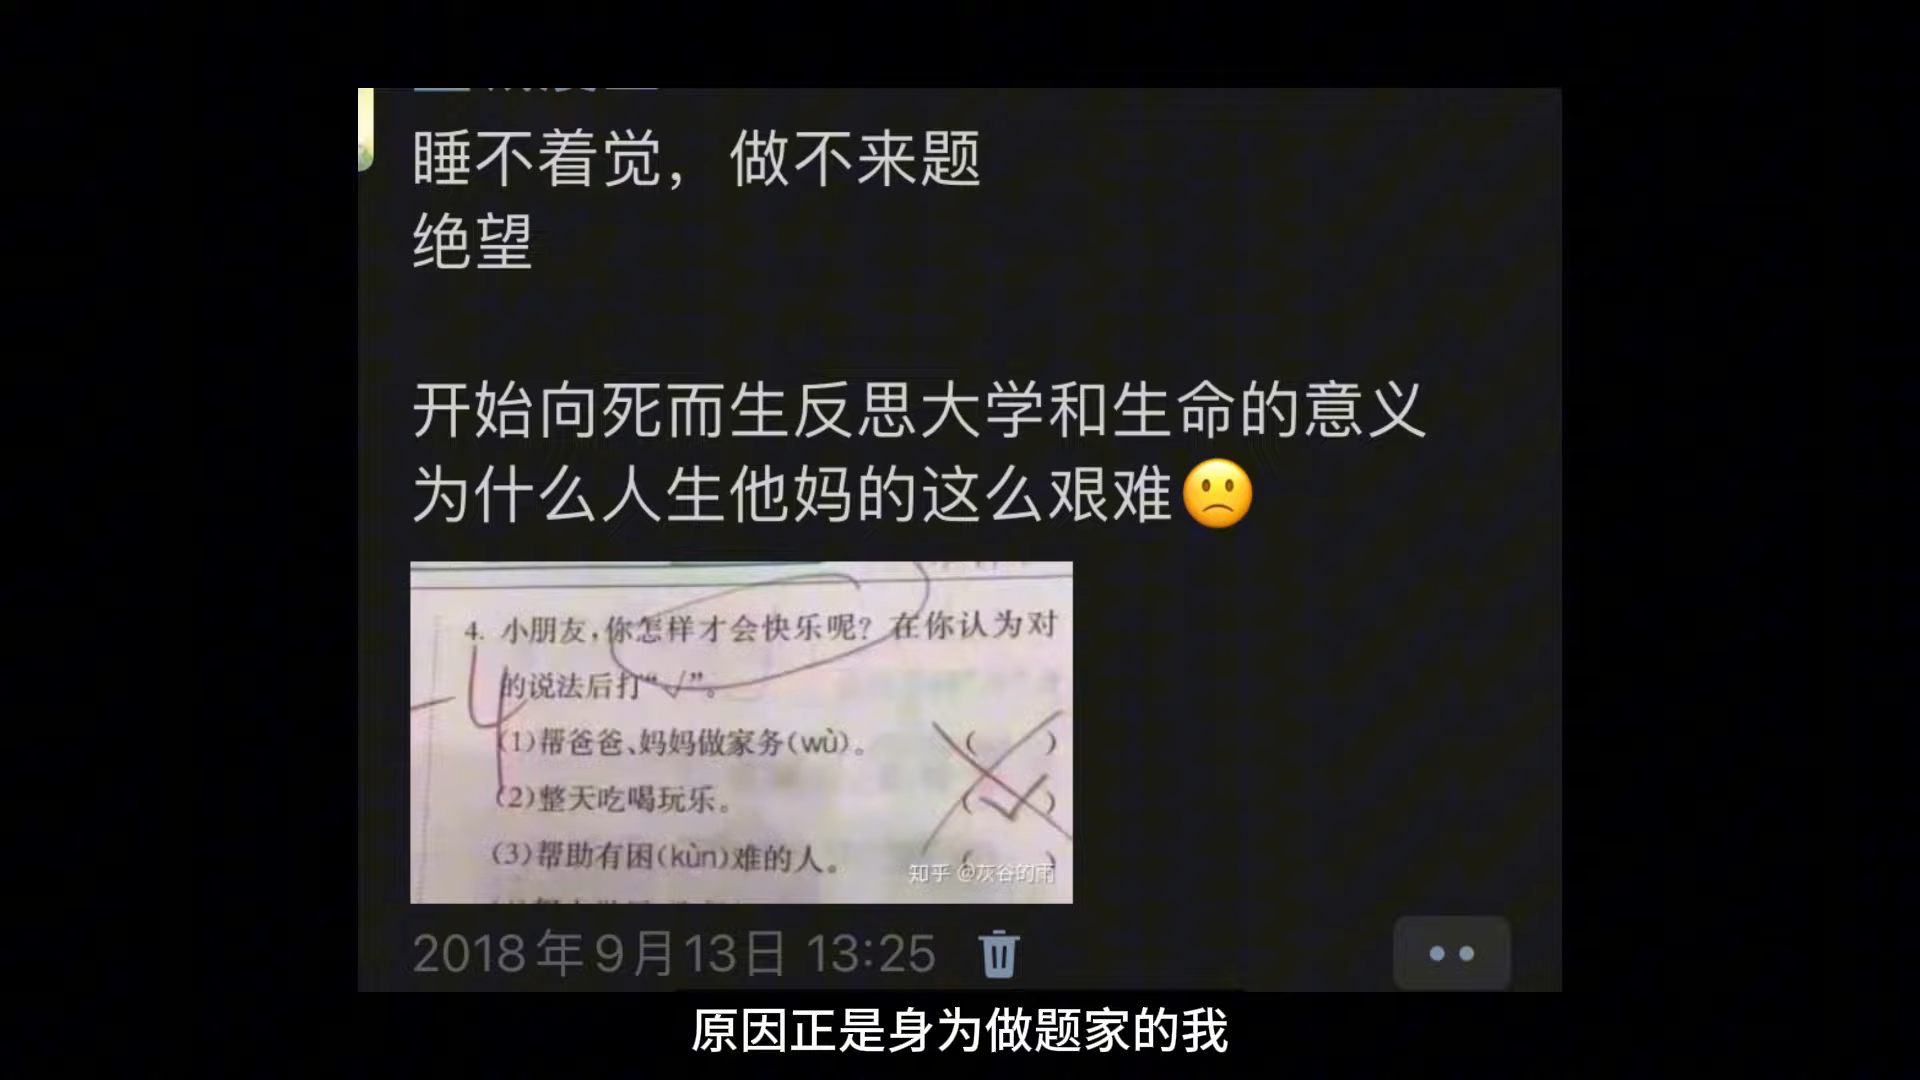 睡不着觉，做不来题
绝望
开始向死而生反思大学和生命的意义
为什么人生他妈的这么艰难🙁
4. 小朋友,你怎样才会快乐呢? 在你认为对
的说法后打“√”。
(1)帮爸爸、妈妈做家务(wù)。 ( )
(2)整天吃喝玩乐。 (√)
(3)帮助有困(kùn)难的人。 ( )
-4
知乎 @灰谷的雨
2018年9月13日 13:25
原因正是身为做题家的我